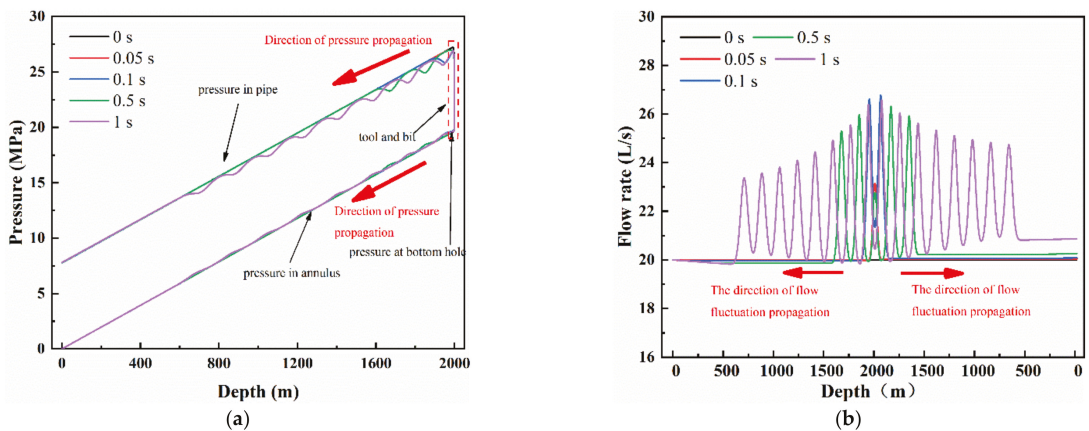 30
25
20
15
10
5
0
Pressure (MPa)
0 s
0.05 s
0.1 s
0.5 s
1 s
Direction of pressure propagation
pressure in pipe
tool and bit
Direction of pressure
propagation
pressure at bottom hole
pressure in annulus
0 400 800 1200 1600 2000
Depth (m)
(a)
30
28
26
24
22
20
18
16
Flow rate (L/s)
0 s 0.5 s
0.05 s 1 s
0.1 s
The direction of flow
fluctuation propagation
The direction of flow
fluctuation propagation
0 500 1000 1500 2000 1500 1000 500 0
Depth（m）
(b)